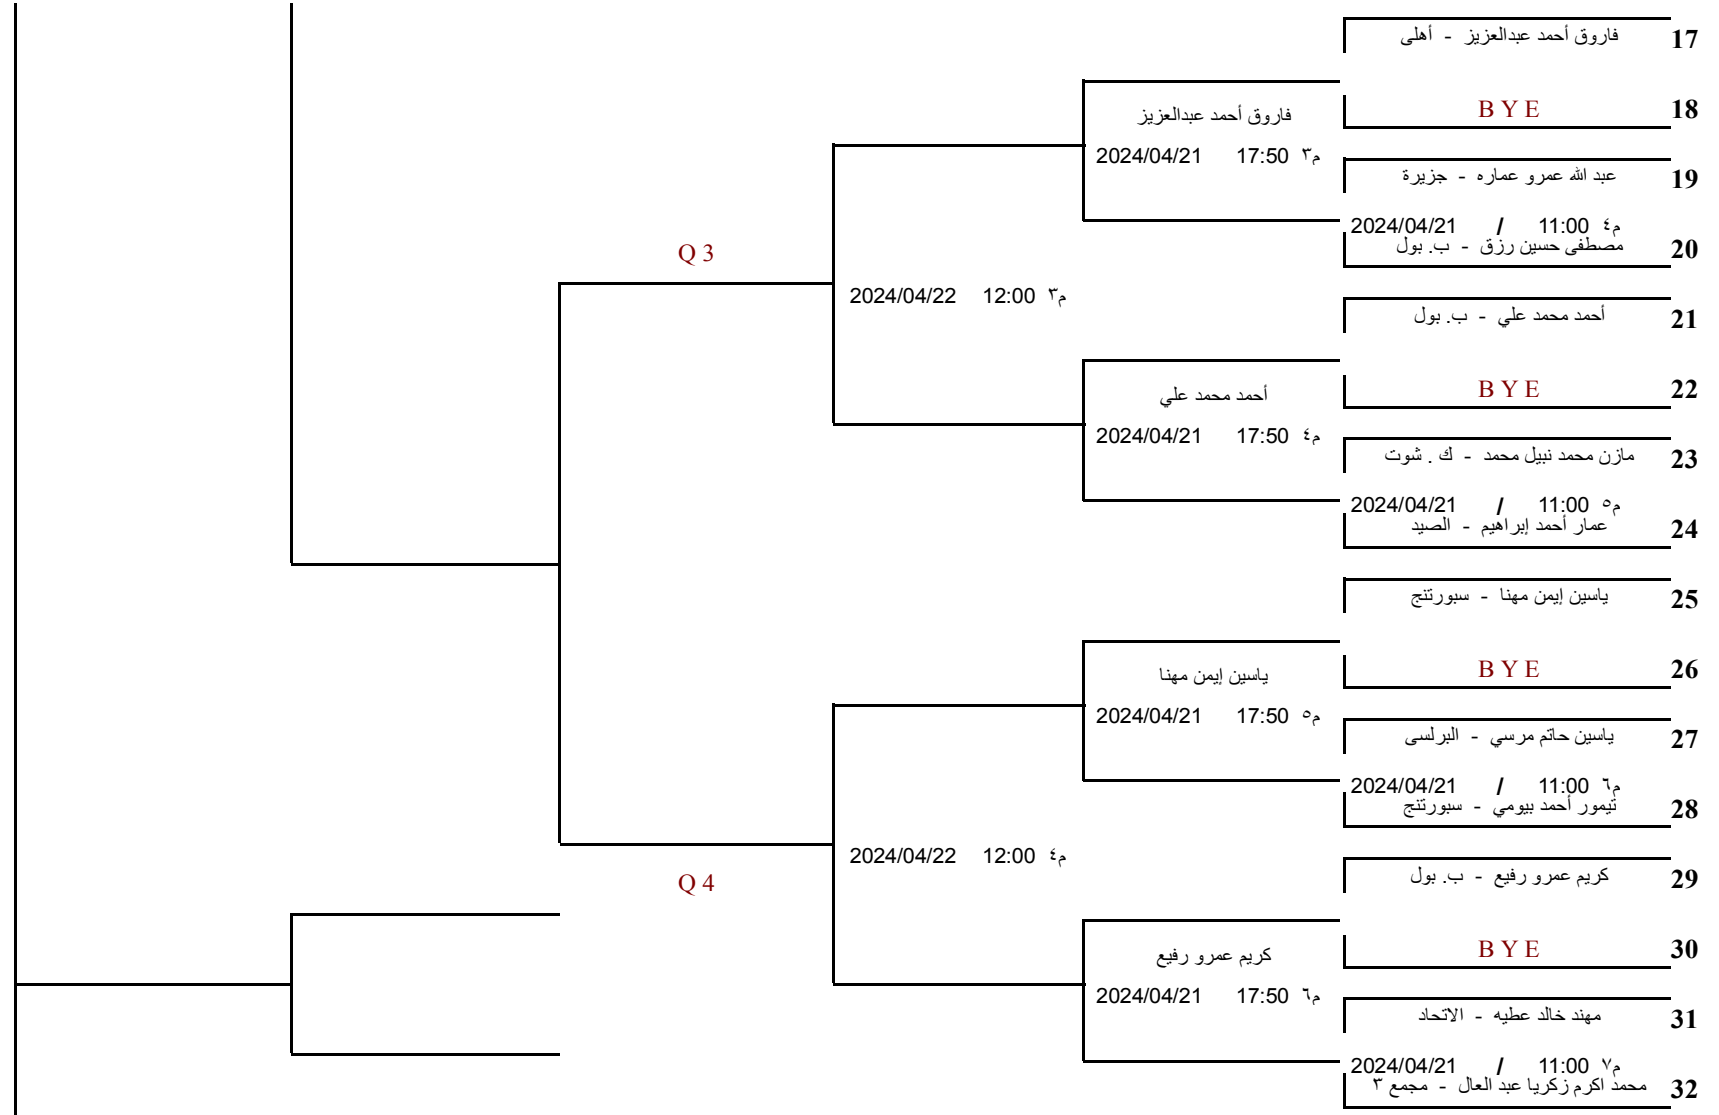 17 فاروق أحمد عبدالعزيز - أهلى
18 B Y E
فاروق أحمد عبدالعزيز
م٣ 17:50 2024/04/21
19 عبد الله عمرو عماره - جزيرة
م٤ 11:00 / 2024/04/21
20 مصطفى حسين رزق - ب. بول
Q 3
م٣ 12:00 2024/04/22
21 أحمد محمد علي - ب. بول
22 B Y E
أحمد محمد علي
م٤ 17:50 2024/04/21
23 مازن محمد نبيل محمد - ك . شوت
م٥ 11:00 / 2024/04/21
24 عمار أحمد إبراهيم - الصيد
25 ياسين إيمن مهنا - سبورتنج
26 B Y E
ياسين إيمن مهنا
م٥ 17:50 2024/04/21
27 ياسين حاتم مرسي - البرلسى
م٦ 11:00 / 2024/04/21
28 تيمور أحمد بيومي - سبورتنج
م٤ 12:00 2024/04/22
Q 4
29 كريم عمرو رفيع - ب. بول
30 B Y E
كريم عمرو رفيع
م٦ 17:50 2024/04/21
31 مهند خالد عطيه - الاتحاد
م٧ 11:00 / 2024/04/21
32 محمد اكرم زكريا عبد العال - مجمع ٣